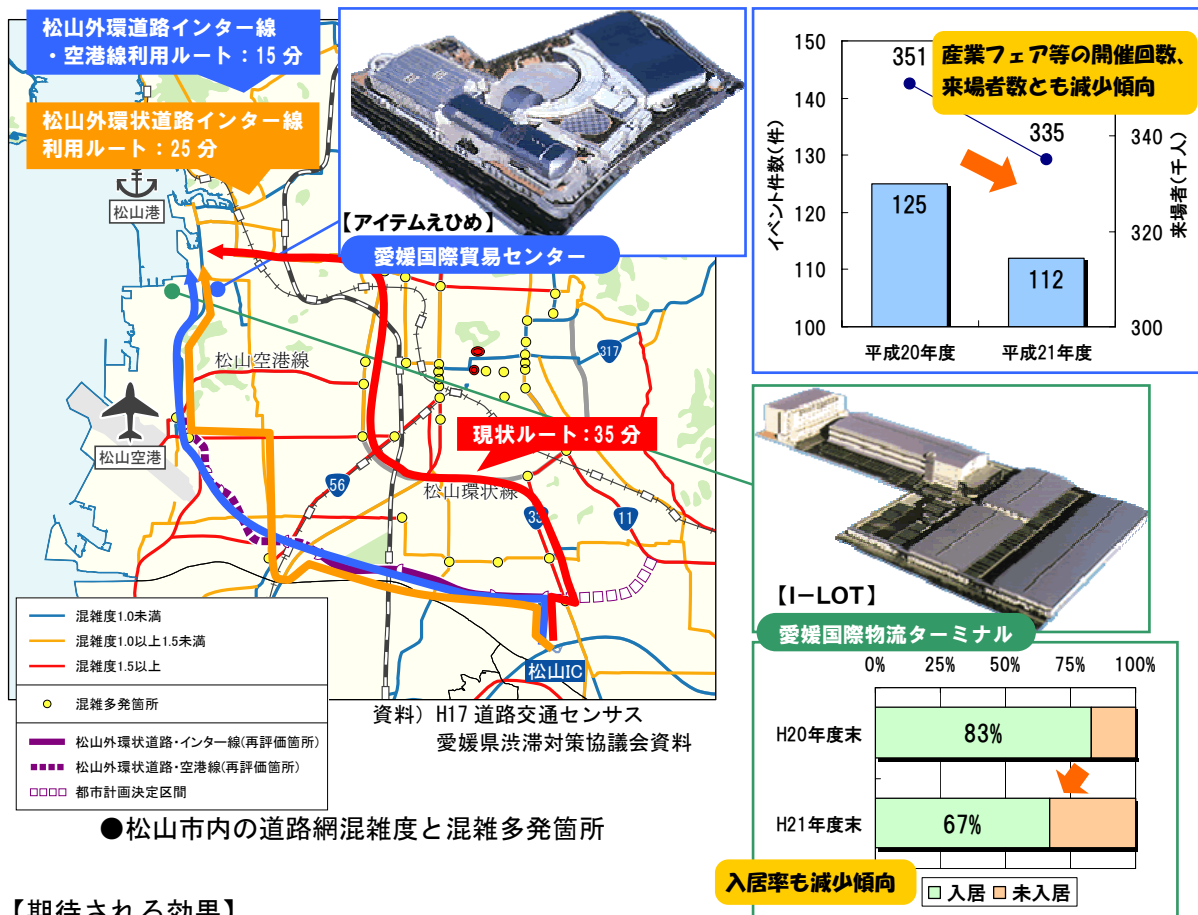 松山外環道路インター線
・空港線利用ルート：15分
松山外環状道路インター線
利用ルート：25分
松山港
【アイテムえひめ】
愛媛国際貿易センター
松山空港線
317
松山空港
現状ルート：35分
56
松山環状線
33
11
松山IC
混雑度1.0未満
混雑度1.0以上1.5未満
混雑度1.5以上
混雑多発箇所
松山外環状道路・インター線(再評価箇所)
松山外環状道路・空港線(再評価箇所)
都市計画決定区間
資料）H17道路交通センサス
愛媛県渋滞対策協議会資料
●松山市内の道路網混雑度と混雑多発箇所
産業フェア等の開催回数、
来場者数とも減少傾向
イベント件数(件)
150
140
130
120
110
100
351
335
125
112
340
320
300
来場者(千人)
平成20年度
平成21年度
【I−LOT】
愛媛国際物流ターミナル
0%
25%
50%
75%
100%
H20年度末
83%
H21年度末
67%
入居率も減少傾向
入居
未入居
【期待される効果】